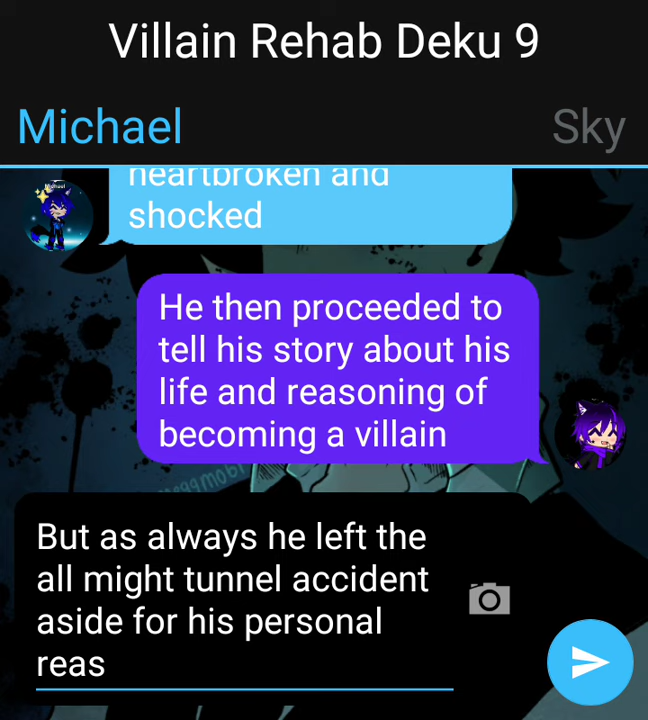 Villain Rehab Deku 9
Michael
Sky
heartbroken and
shocked
He then proceeded to
tell his story about his
life and reasoning of
becoming a villain
But as always he left the
all might tunnel accident
aside for his personal
reas